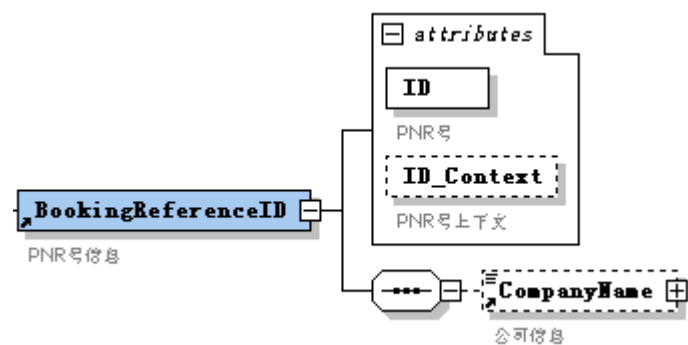 attributes
ID
PNR号
ID_Context
PNR号上下文
BookingReferenceID
PNR号信息
CompanyName
公司信息